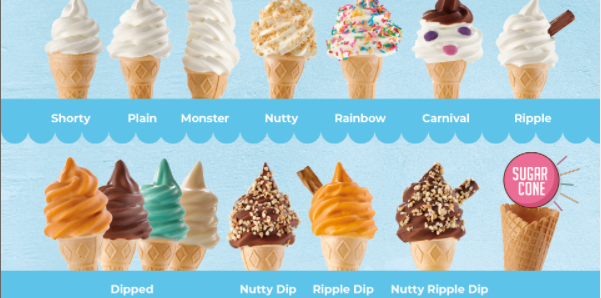 Shorty Plain Monster Nutty Rainbow Carnival Ripple
SUGAR
CONE
Dipped Nutty Dip Ripple Dip Nutty Ripple Dip